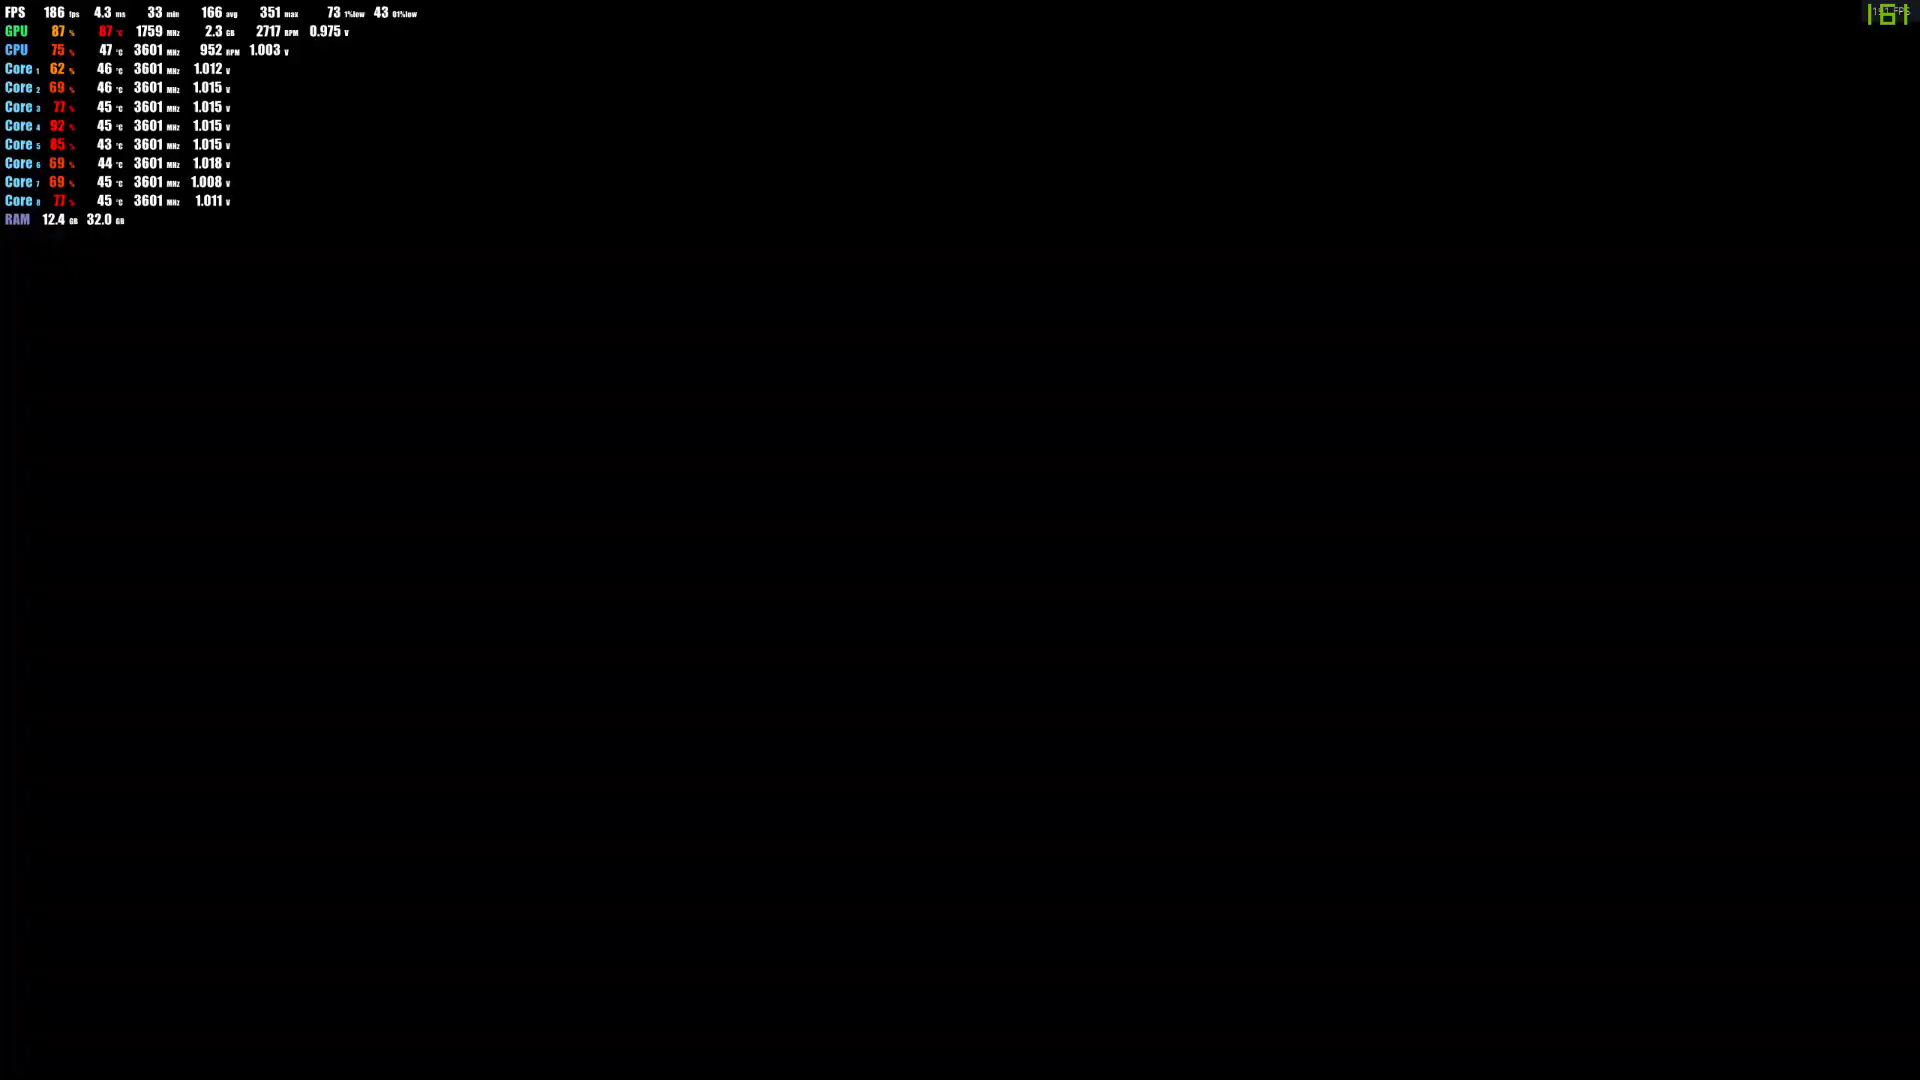 FPS 186 fps 4.3 ms 33 min 166 avg 351 max 73 1%low 43 01%low
161
GPU 87 % 87 °C 1759 MHz 2.3 GB 2717 RPM 0.975 V
CPU 75 % 47 °C 3601 MHz 952 RPM 1.003 V
Core 1 62 % 46 °C 3601 MHz 1.012 V
Core 2 69 % 46 °C 3601 MHz 1.015 V
Core 3 77 % 45 °C 3601 MHz 1.015 V
Core 4 92 % 45 °C 3601 MHz 1.015 V
Core 5 85 % 43 °C 3601 MHz 1.015 V
Core 6 69 % 44 °C 3601 MHz 1.018 V
Core 7 69 % 45 °C 3601 MHz 1.008 V
Core 8 77 % 45 °C 3601 MHz 1.011 V
RAM 12.4 GB 32.0 GB